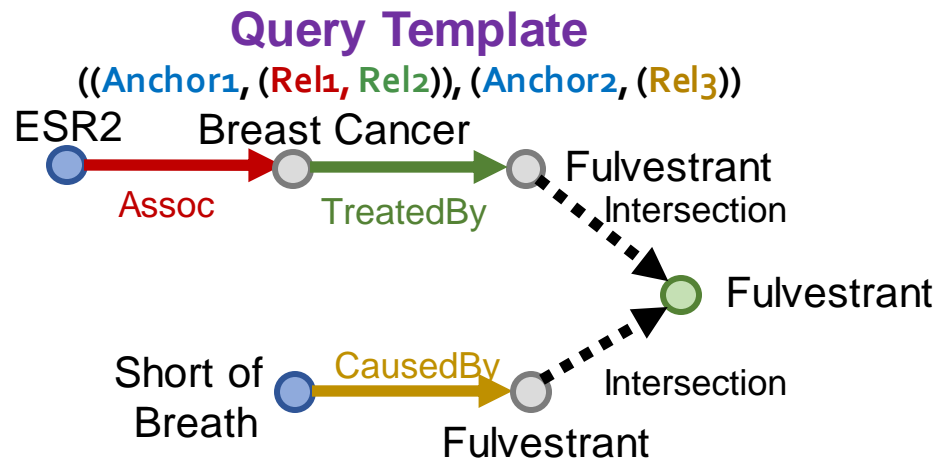 Query Template
((Anchor1, (Rel1, Rel2)), (Anchor2, (Rel3))
ESR2
Breast Cancer
Fulvestrant
Assoc
TreatedBy
Intersection
Fulvestrant
Short of
Breath
CausedBy
Intersection
Fulvestrant